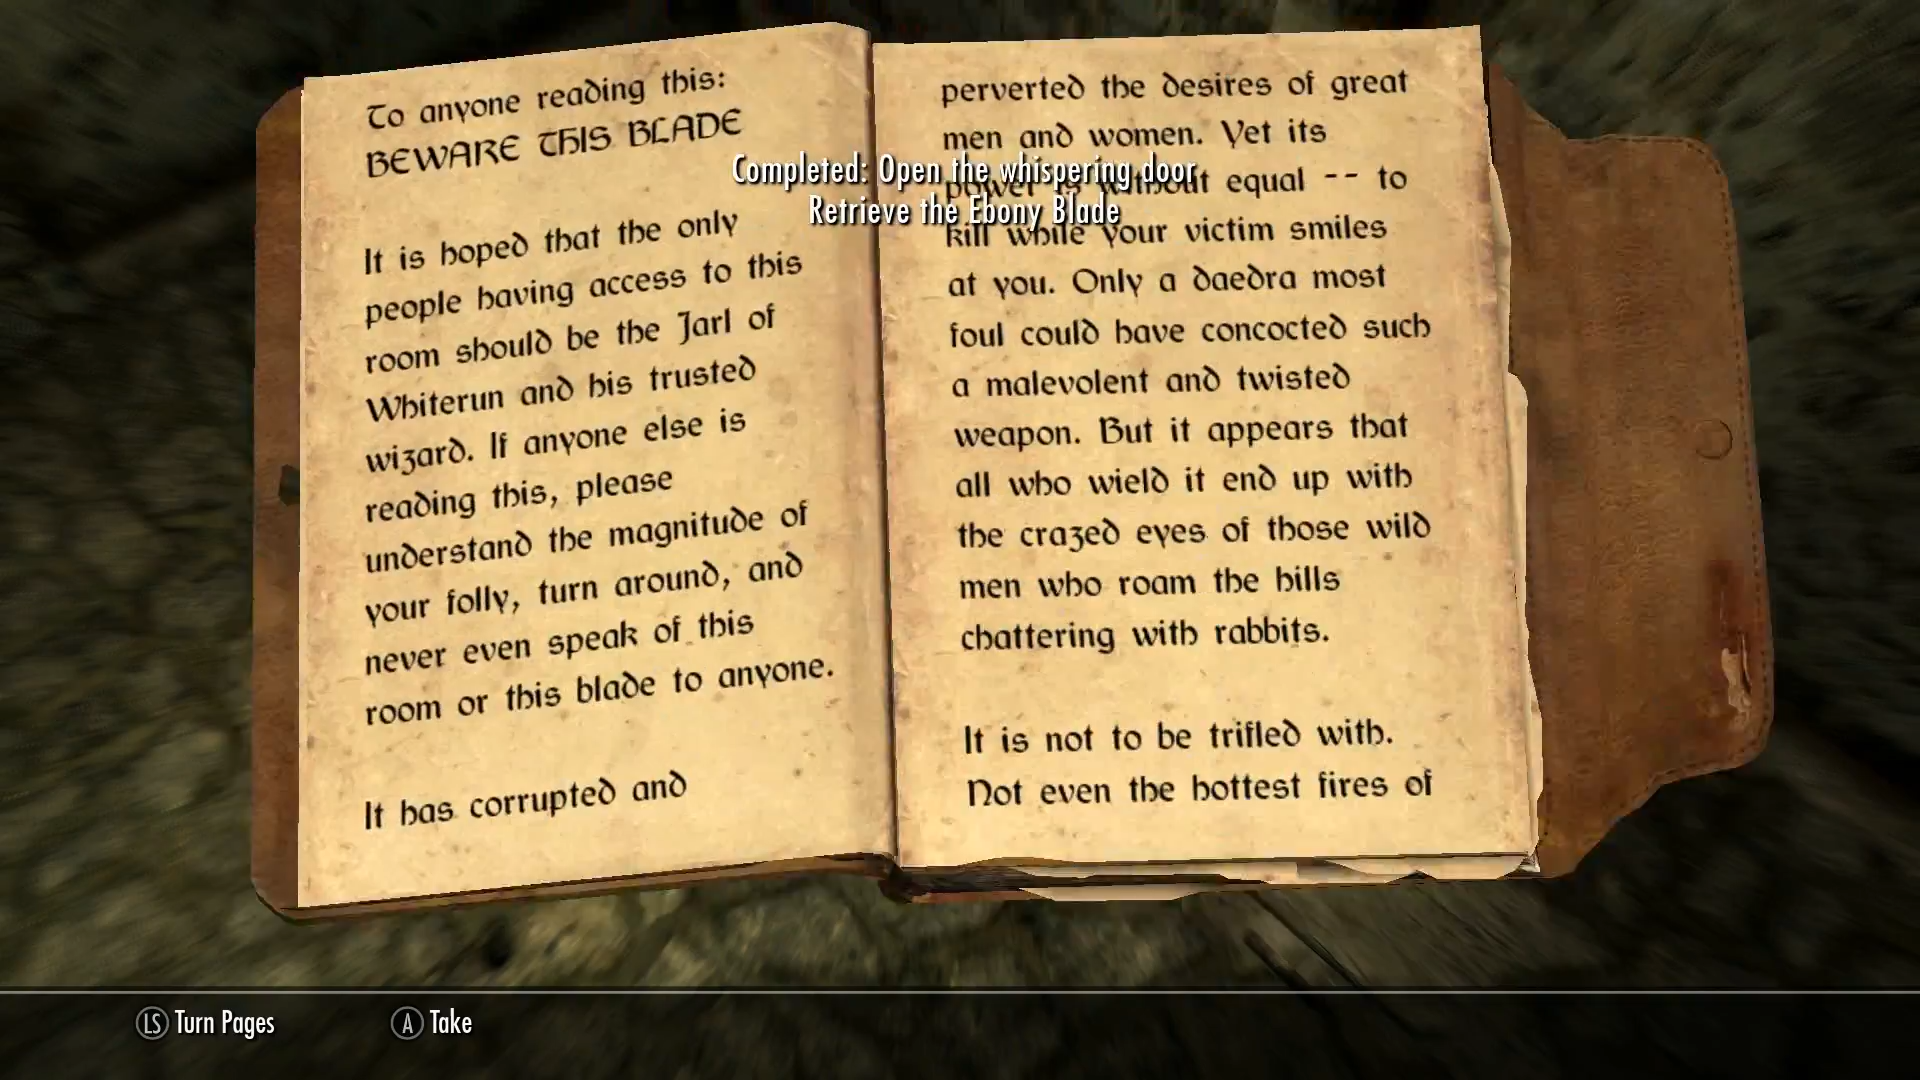 To anyone reading this:
BEWARE THIS BLADE
It is hoped that the only
people having access to this
room should be the Jarl of
Whiterun and his trusted
wizard. If anyone else is
reading this, please
understand the magnitude of
your folly, turn around, and
never even speak of this
room or this blade to anyone.
It has corrupted and
perverted the desires of great
men and women. Yet its
power is without equal -- to
kill while your victim smiles
at you. Only a daedra most
foul could have concocted such
a malevolent and twisted
weapon. But it appears that
all who wield it end up with
the crazed eyes of those wild
men who roam the hills
chattering with rabbits.
It is not to be trifled with.
Not even the hottest fires of
Completed: Open the whispering door
Retrieve the Ebony Blade
LS Turn Pages
A Take